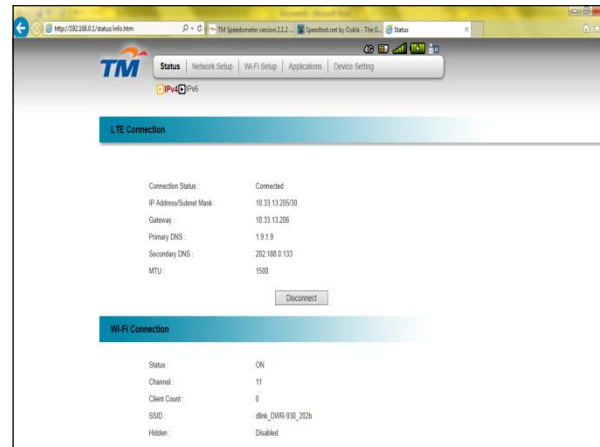 http://192.168.0.1/status/info.htm
TM Speedometer version 2.1.2 ...
Speedtest.net by Ookla - The G...
Status
4G
TM
Status | Network Setup | Wi-Fi Setup | Applications | Device Setting
IPv4 IPv6
LTE Connection
Connection Status : Connected
IP Address/Subnet Mask : 10.33.13.205/30
Gateway : 10.33.13.206
Primary DNS : 1.9.1.9
Secondary DNS : 202.188.0.133
MTU : 1500
Disconnect
Wi-Fi Connection
Status : ON
Channel : 11
Client Count : 0
SSID : dlink_DWR-930_202b
Hidden : Disabled